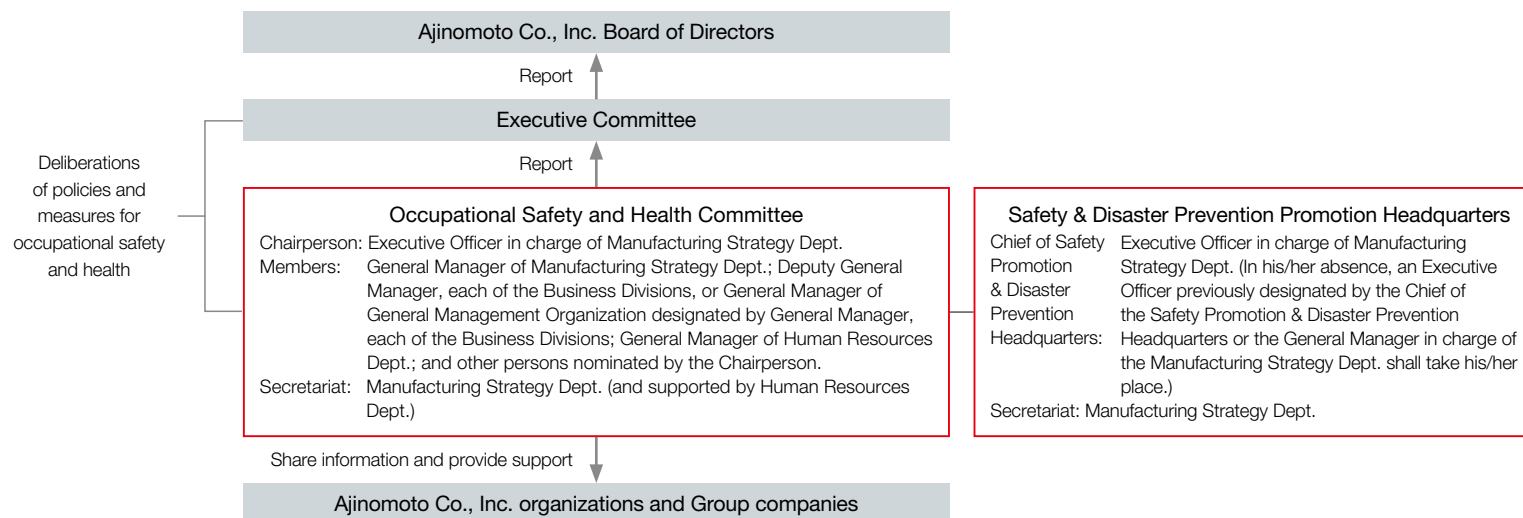 Ajinomoto Co., Inc. Board of Directors
Report
Executive Committee
Report
Deliberations
of policies and
measures for
occupational safety
and health
Occupational Safety and Health Committee
Chairperson: Executive Officer in charge of Manufacturing Strategy Dept.
Members: General Manager of Manufacturing Strategy Dept.; Deputy General
Manager, each of the Business Divisions, or General Manager of
General Management Organization designated by General Manager,
each of the Business Divisions; General Manager of Human Resources
Dept.; and other persons nominated by the Chairperson.
Secretariat: Manufacturing Strategy Dept. (and supported by Human Resources
Dept.)
Safety & Disaster Prevention Promotion Headquarters
Chief of Safety Executive Officer in charge of Manufacturing
Promotion Strategy Dept. (In his/her absence, an Executive
& Disaster Officer previously designated by the Chief of
Prevention the Safety Promotion & Disaster Prevention
Headquarters: Headquarters or the General Manager in charge of
the Manufacturing Strategy Dept. shall take his/her
place.)
Secretariat: Manufacturing Strategy Dept.
Share information and provide support
Ajinomoto Co., Inc. organizations and Group companies